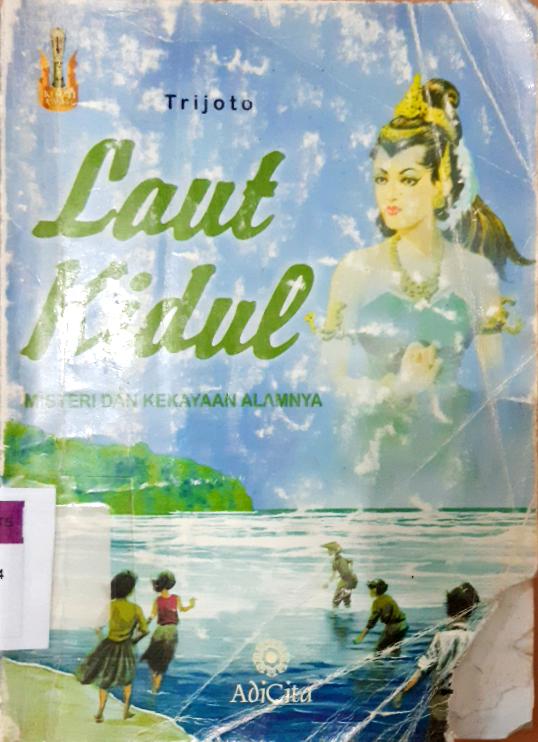 Trijoto
Laut
Kidul
MISTERI DAN KEKAYAAN ALAMNYA
AdiCita